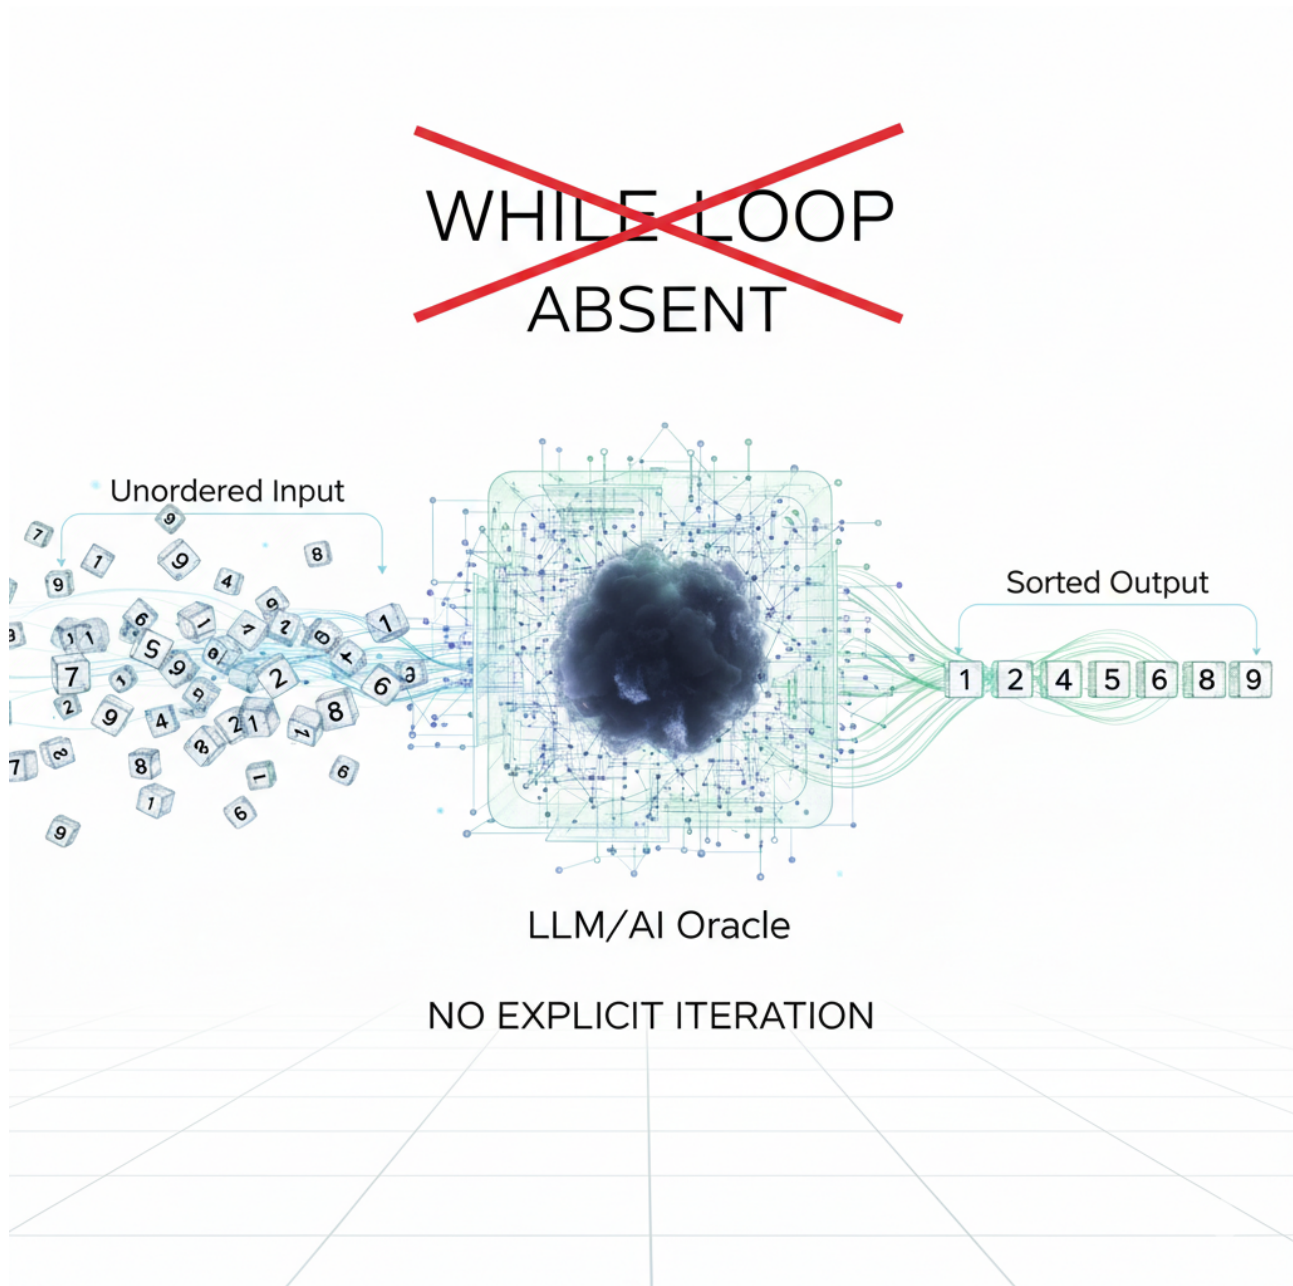 WHILE LOOP
ABSENT
Unordered Input
Sorted Output
1 2 4 5 6 8 9
LLM/AI Oracle
NO EXPLICIT ITERATION